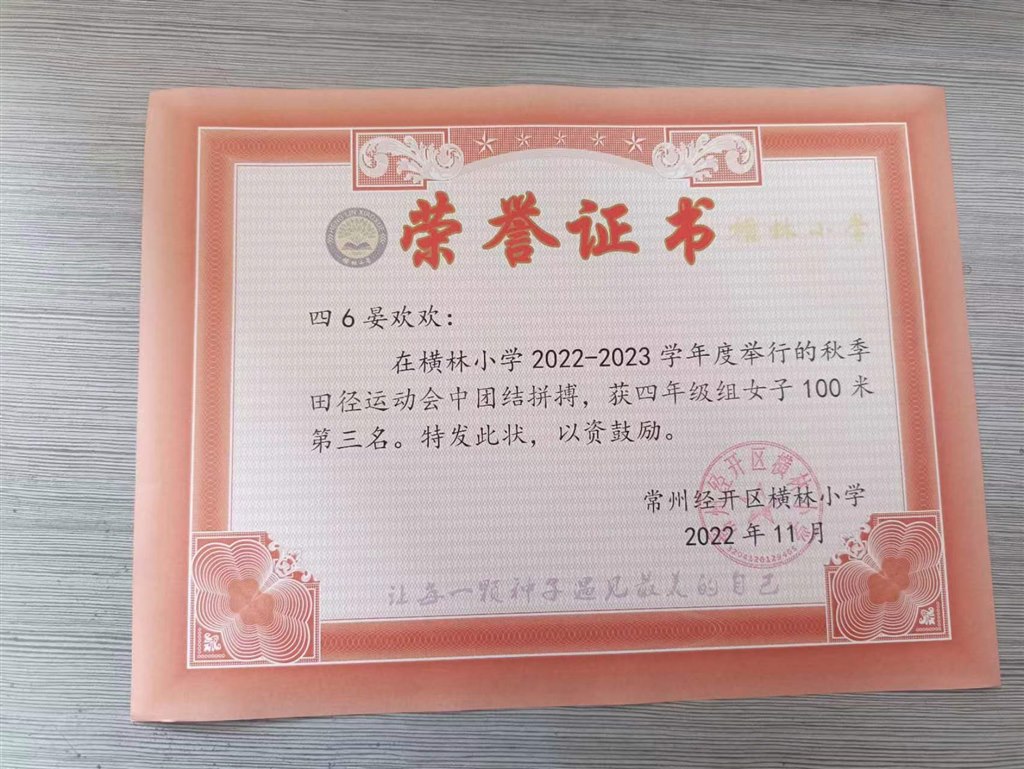 荣誉证书
横林小学
横林小学
四6晏欢欢：
在横林小学2022-2023学年度举行的秋季
田径运动会中团结拼搏，获四年级组女子100米
第三名。特发此状，以资鼓励。
常州经开区横林小学
2022年11月
让每一颗种子遇见最美的自己